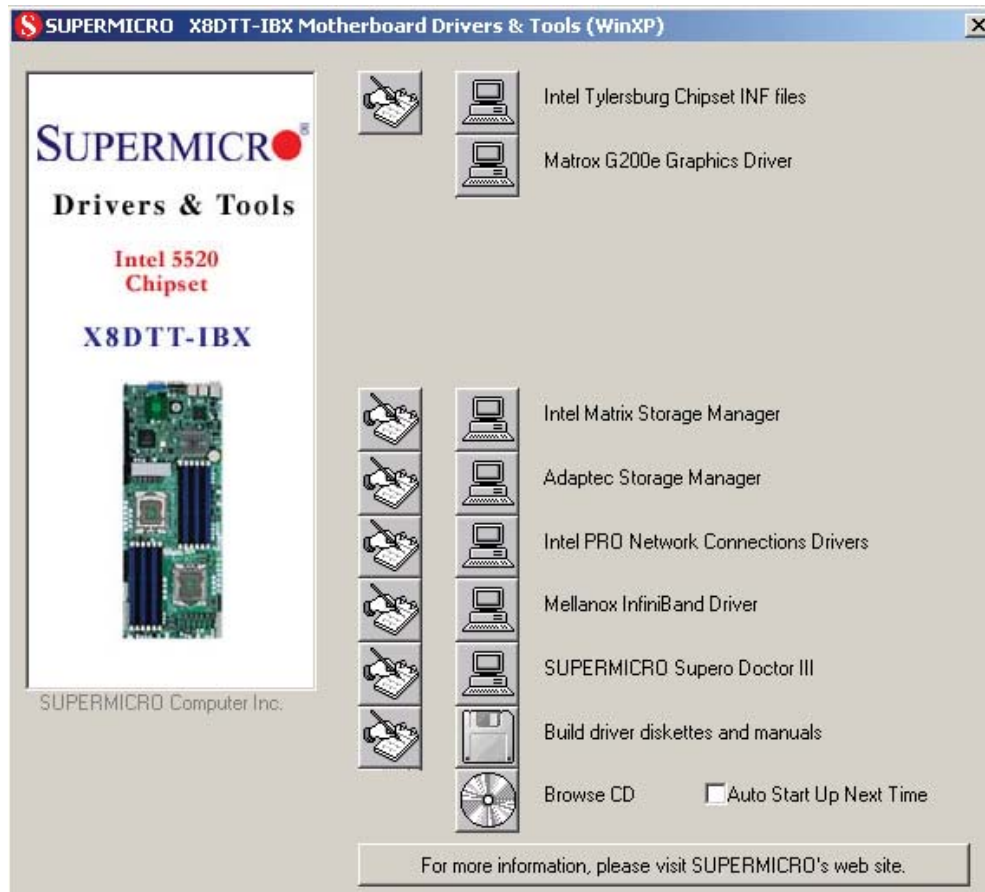 SUPERMICRO X8DTT-IBX Motherboard Drivers & Tools (WinXP)
SUPERMICRO®
Drivers & Tools
Intel 5520
Chipset
X8DTT-IBX
SUPERMICRO Computer Inc.
Intel Tylersburg Chipset INF files
Matrox G200e Graphics Driver
Intel Matrix Storage Manager
Adaptec Storage Manager
Intel PRO Network Connections Drivers
Mellanox InfiniBand Driver
SUPERMICRO Supero Doctor III
Build driver diskettes and manuals
Browse CD Auto Start Up Next Time
For more information, please visit SUPERMICRO's web site.